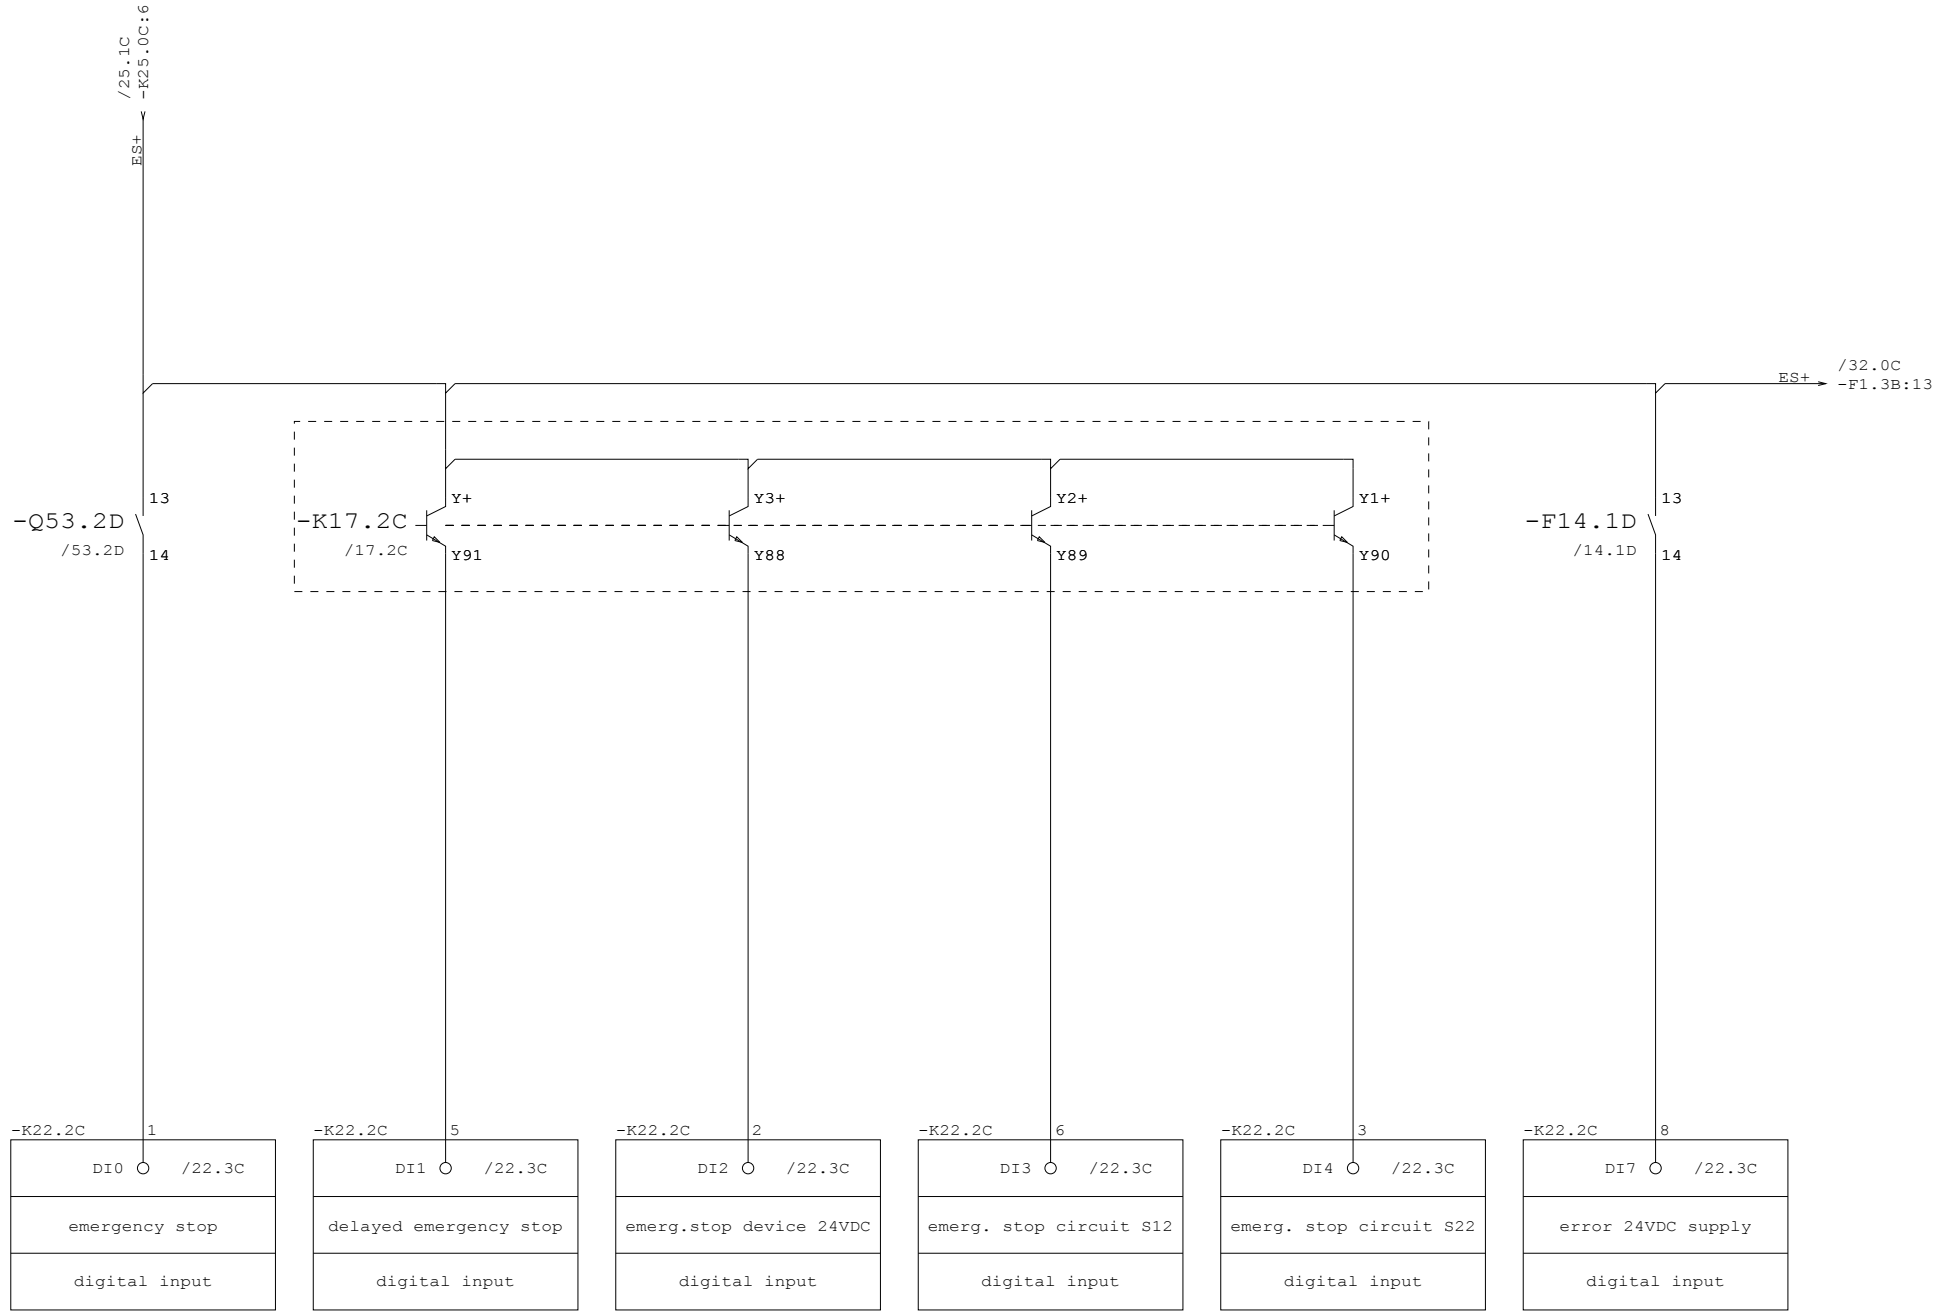 /25.1C
-K25.0C:6
ES+
/32.0C
ES+
-F1.3B:13
13
Y+
Y3+
Y2+
Y1+
13
-Q53.2D
-K17.2C
-F14.1D
/53.2D
14
/17.2C
Y91
Y88
Y89
Y90
/14.1D
14
-K22.2C
1
-K22.2C
5
-K22.2C
2
-K22.2C
6
-K22.2C
3
-K22.2C
8
DI0
/22.3C
DI1
/22.3C
DI2
/22.3C
DI3
/22.3C
DI4
/22.3C
DI7
/22.3C
emergency stop
delayed emergency stop
emerg.stop device 24VDC
emerg. stop circuit S12
emerg. stop circuit S22
error 24VDC supply
digital input
digital input
digital input
digital input
digital input
digital input